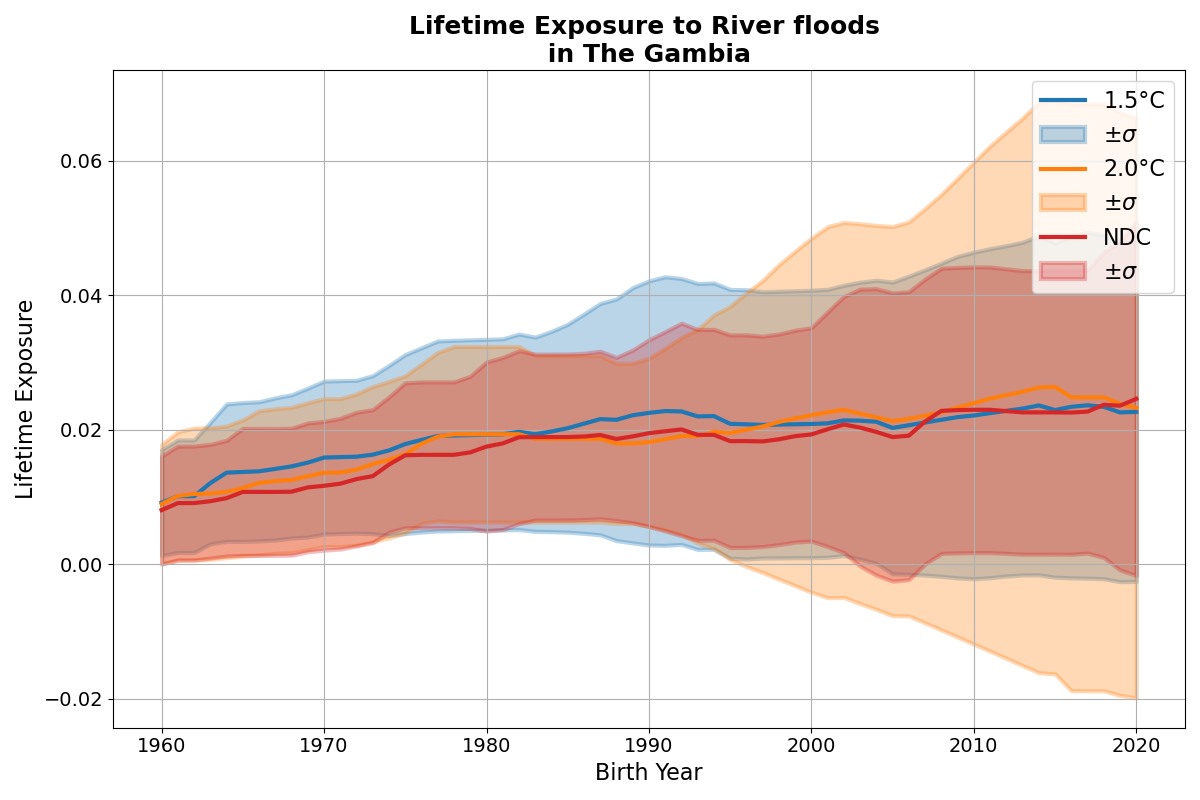 Lifetime Exposure to River floods
in The Gambia
Lifetime Exposure
0.06
0.04
0.02
0.00
−0.02
1960
1970
1980
1990
2000
2010
2020
Birth Year
1.5°C
±σ
2.0°C
±σ
NDC
±σ